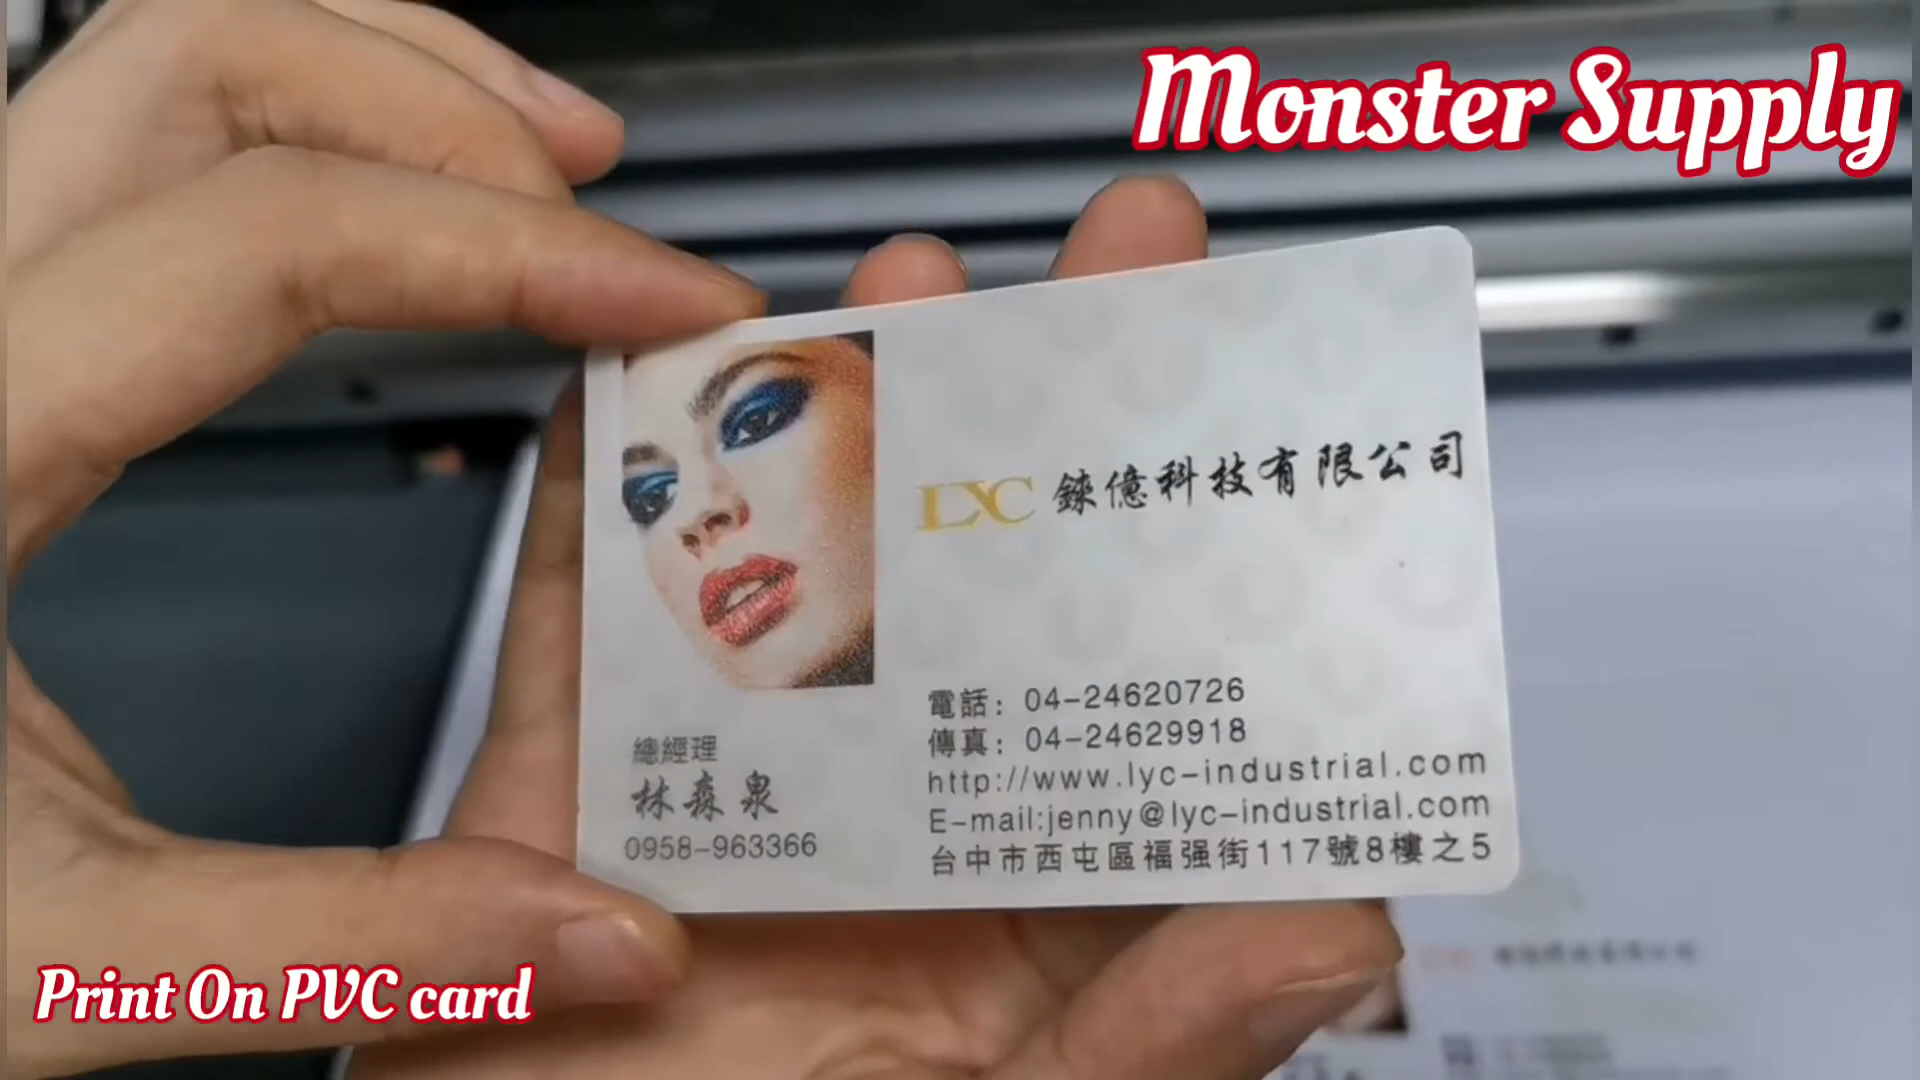 Monster Supply
LYC 錸億科技有限公司
電話: 04-24620726
傳真: 04-24629918
http://www.lyc-industrial.com
E-mail:jenny@lyc-industrial.com
台中市西屯區福强街117號8樓之5
總經理
林森泉
0958-963366
Print On PVC card